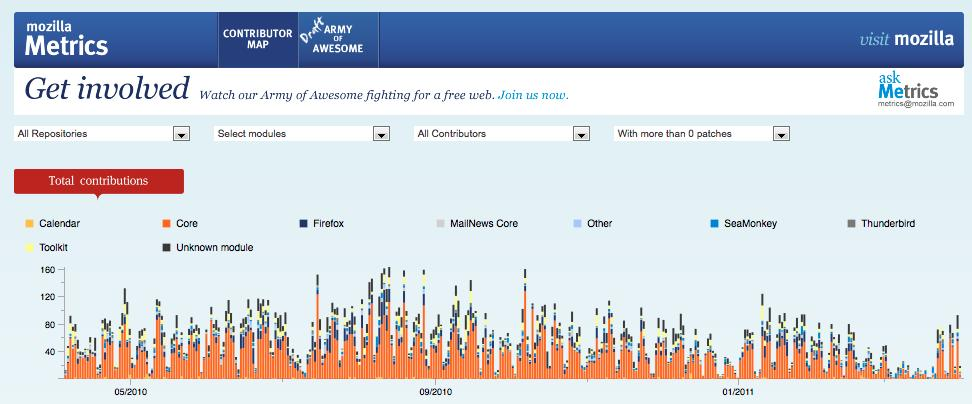 mozilla
Metrics
CONTRIBUTOR
MAP
Draft
ARMY
OF
AWESOME
visit mozilla
Get involved Watch our Army of Awesome fighting for a free web. Join us now.
ask
Metrics
metrics@mozilla.com
All Repositories Select modules All Contributors With more than 0 patches
Total contributions
Calendar Core Firefox MailNews Core Other SeaMonkey Thunderbird
Toolkit Unknown module
160
120
80
40
05/2010 09/2010 01/2011